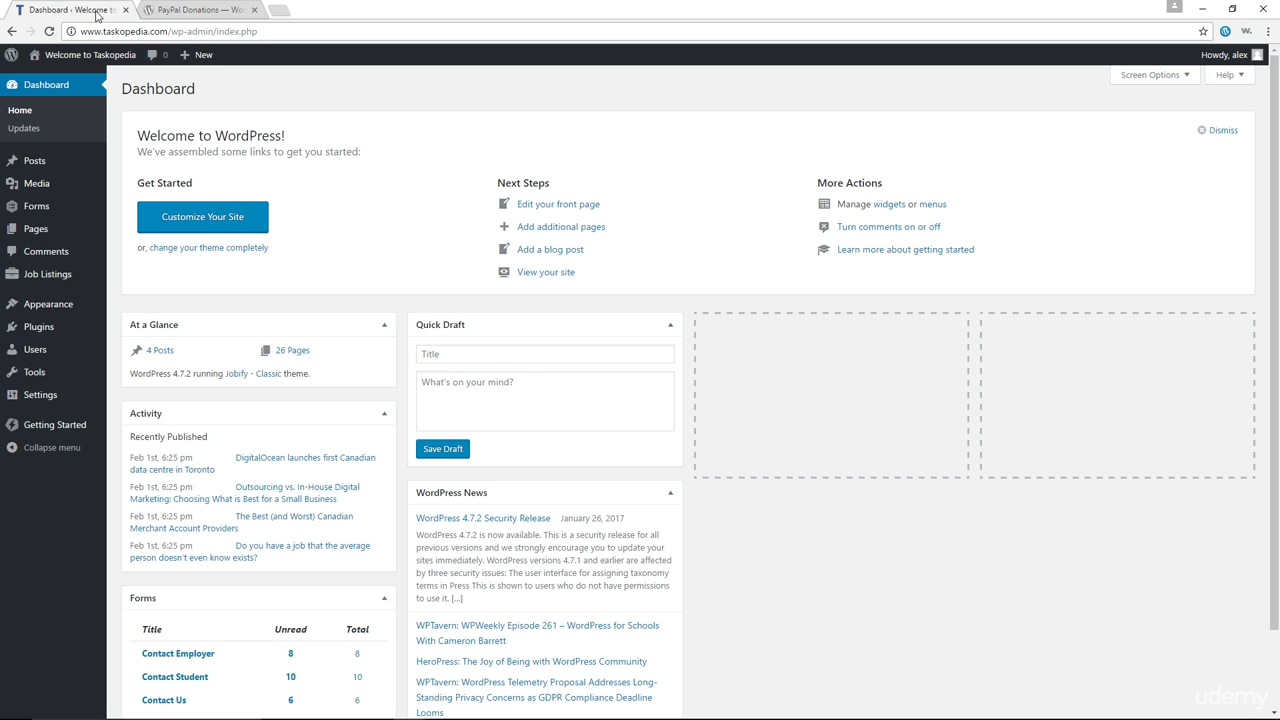 Dashboard ‹ Welcome to
PayPal Donations — Wo
www.taskopedia.com/wp-admin/index.php
w.
Welcome to Taskopedia
0
New
Howdy, alex
Dashboard
Home
Updates
Posts
Media
Forms
Pages
Comments
Job Listings
Appearance
Plugins
Users
Tools
Settings
Getting Started
Collapse menu
Screen Options
Help
Dashboard
Welcome to WordPress!
We've assembled some links to get you started:
Dismiss
Get Started
Customize Your Site
or, change your theme completely
Next Steps
Edit your front page
Add additional pages
Add a blog post
View your site
More Actions
Manage widgets or menus
Turn comments on or off
Learn more about getting started
At a Glance
4 Posts
26 Pages
WordPress 4.7.2 running Jobify - Classic theme.
Activity
Recently Published
Feb 1st, 6:25 pm DigitalOcean launches first Canadian
data centre in Toronto
Feb 1st, 6:25 pm Outsourcing vs. In-House Digital
Marketing: Choosing What is Best for a Small Business
Feb 1st, 6:25 pm The Best (and Worst) Canadian
Merchant Account Providers
Feb 1st, 6:25 pm Do you have a job that the average
person doesn't even know exists?
Forms
Title Unread Total
Contact Employer 8 8
Contact Student 10 10
Contact Us 6 6
Quick Draft
Title
What's on your mind?
Save Draft
WordPress News
WordPress 4.7.2 Security Release January 26, 2017
WordPress 4.7.2 is now available. This is a security release for all
previous versions and we strongly encourage you to update your
sites immediately. WordPress versions 4.7.1 and earlier are affected
by three security issues: The user interface for assigning taxonomy
terms in Press This is shown to users who do not have permissions
to use it. […]
WPTavern: WPWeekly Episode 261 – WordPress for Schools
With Cameron Barrett
HeroPress: The Joy of Being with WordPress Community
WPTavern: WordPress Telemetry Proposal Addresses Long-
Standing Privacy Concerns as GDPR Compliance Deadline
Looms
udemy